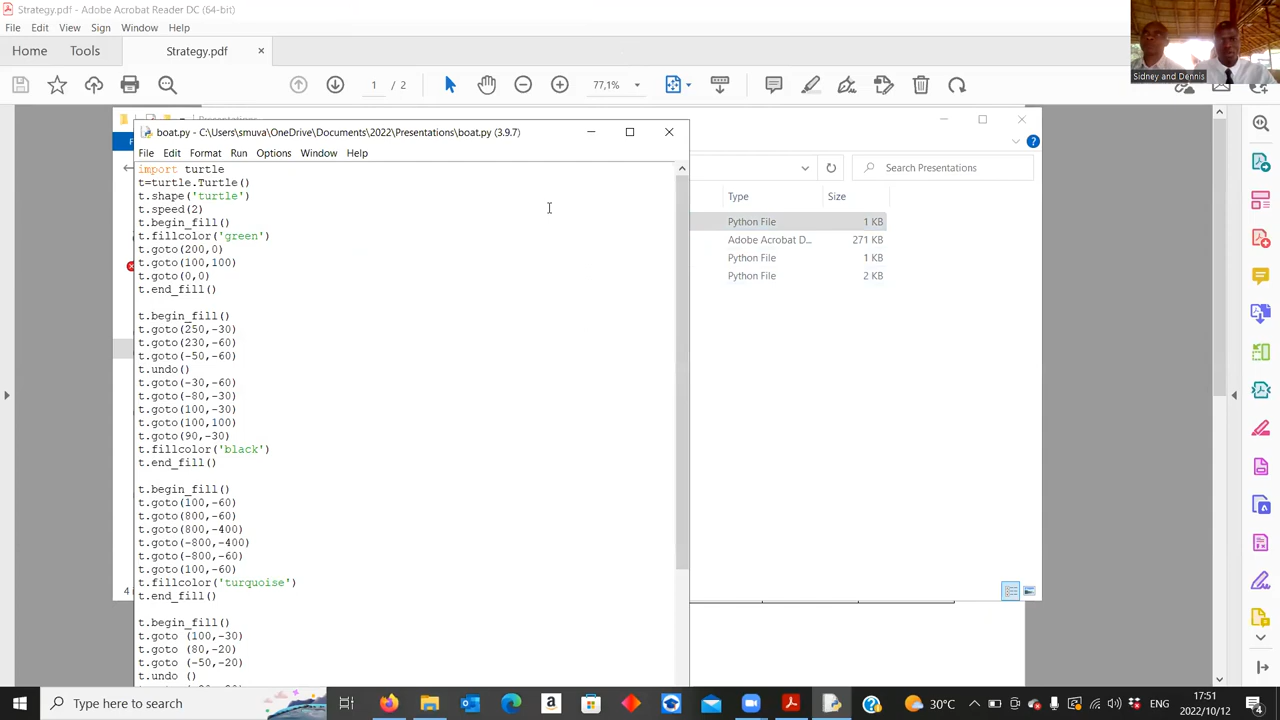 Strategy.pdf - Adobe Acrobat Reader DC (64-bit)
File Edit View Sign Window Help
Home Tools Strategy.pdf ×
1 / 2 77,1%
Sidney and Dennis
Presentations
boat.py - C:\Users\smuva\OneDrive\Documents\2022\Presentations\boat.py (3.9.7)
File Edit Format Run Options Window Help
Search Presentations
Type Size
Python File 1 KB
Adobe Acrobat D... 271 KB
Python File 1 KB
Python File 2 KB
import turtle
t=turtle.Turtle()
t.shape('turtle')
t.speed(2)
t.begin_fill()
t.fillcolor('green')
t.goto(200,0)
t.goto(100,100)
t.goto(0,0)
t.end_fill()
t.begin_fill()
t.goto(250,-30)
t.goto(230,-60)
t.goto(-50,-60)
t.undo()
t.goto(-30,-60)
t.goto(-80,-30)
t.goto(100,-30)
t.goto(100,100)
t.goto(90,-30)
t.fillcolor('black')
t.end_fill()
t.begin_fill()
t.goto(100,-60)
t.goto(800,-60)
t.goto(800,-400)
t.goto(-800,-400)
t.goto(-800,-60)
t.goto(100,-60)
t.fillcolor('turquoise')
t.end_fill()
t.begin_fill()
t.goto (100,-30)
t.goto (80,-20)
t.goto (-50,-20)
t.undo ()
4
Type here to search
30°C ENG
17:51
2022/10/12
4